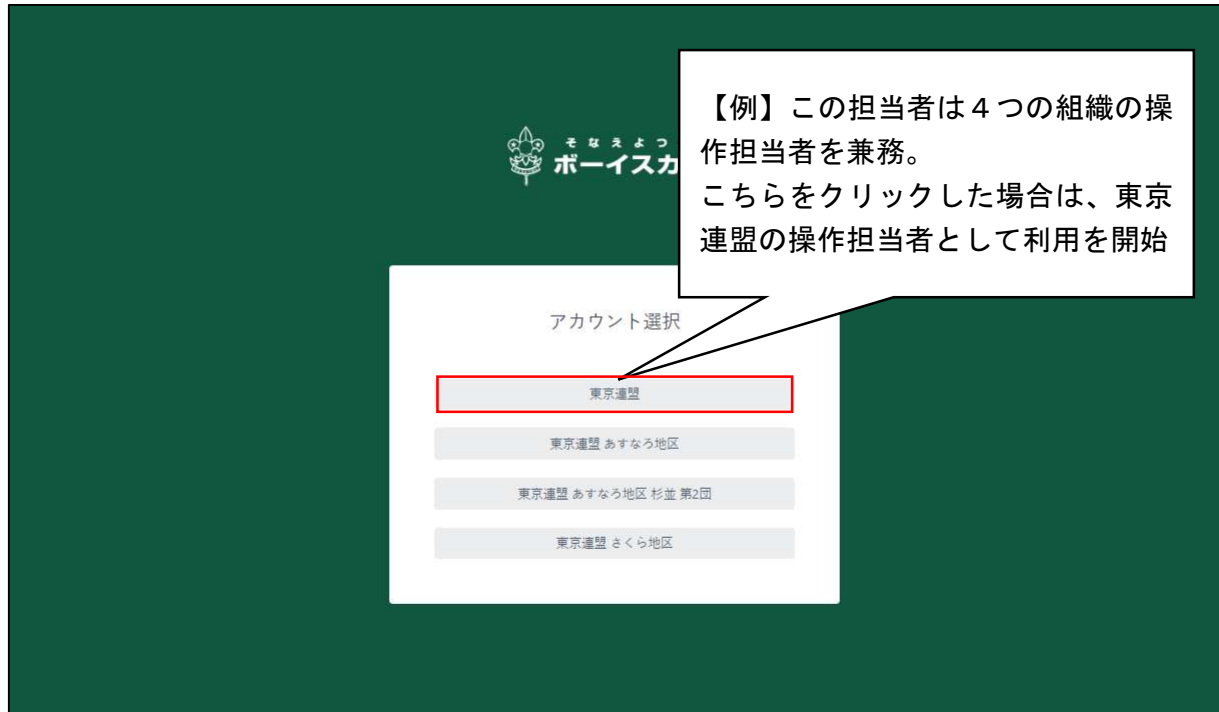 【例】この担当者は４つの組織の操
作担当者を兼務。
こちらをクリックした場合は、東京
連盟の操作担当者として利用を開始
そなえよつ
ボーイスカ
アカウント選択
東京連盟
東京連盟 あすなろ地区
東京連盟 あすなろ地区 杉並 第2団
東京連盟 さくら地区